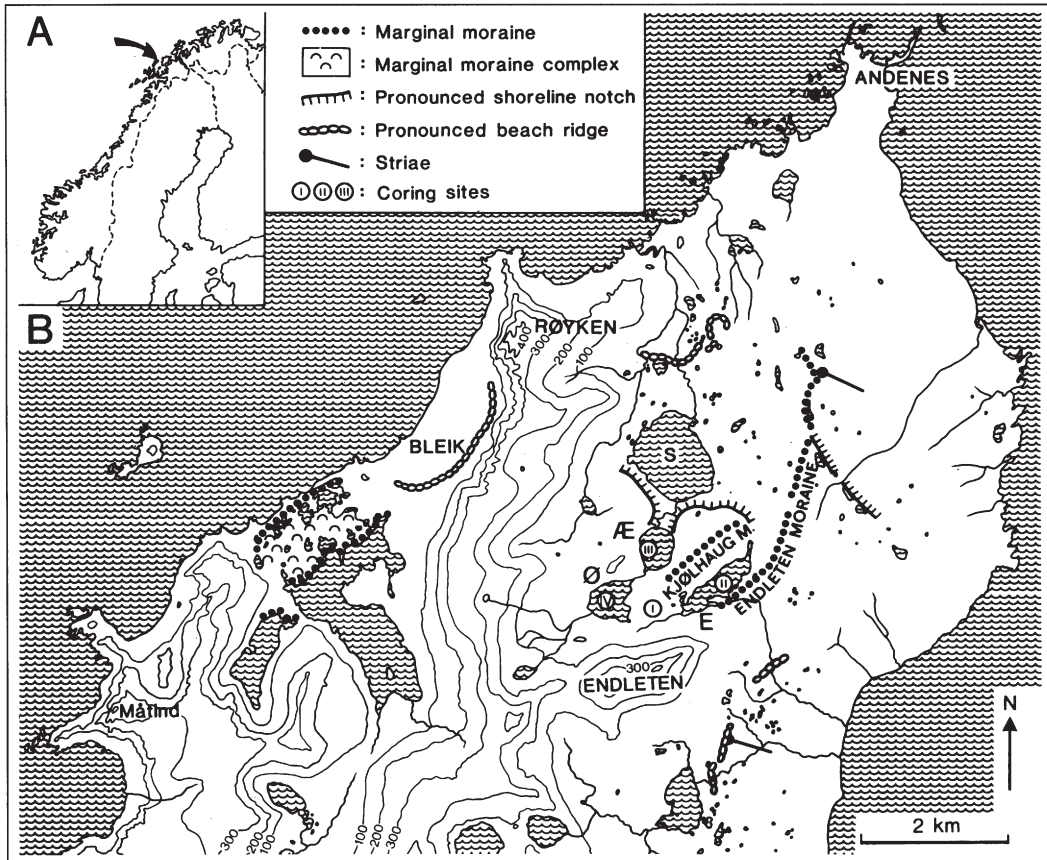 A
: Marginal moraine
: Marginal moraine complex
: Pronounced shoreline notch
: Pronounced beach ridge
: Striae
I II III : Coring sites
ANDENES
B
RØYKEN
400
300
200
100
BLEIK
S
Æ
III
KJØLHAUG M.
ENDLETEN MORAINE
Ø
IV
I
II
E
300
ENDLETEN
Måtind
N
300
200
100
100
200
300
2 km